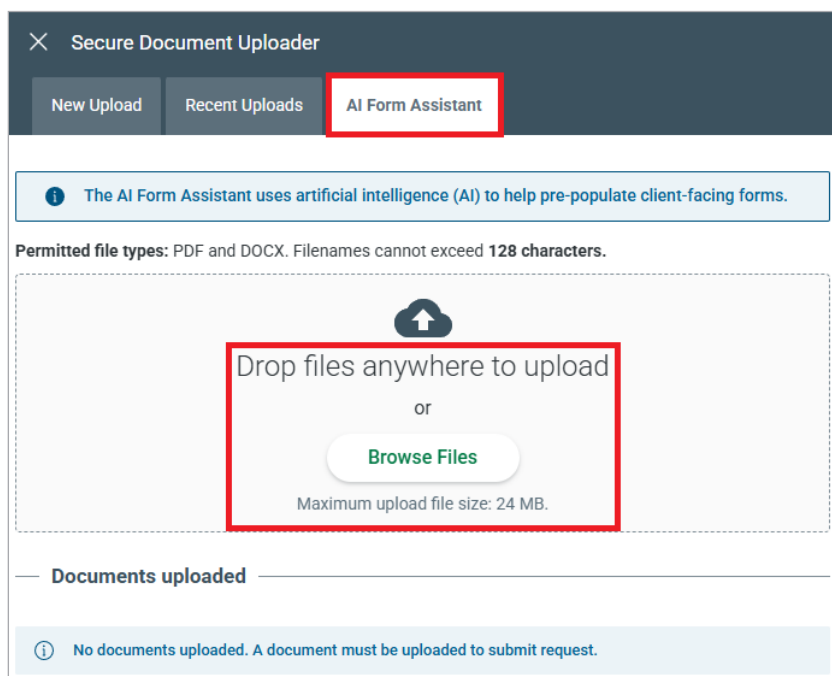 Secure Document Uploader
New Upload
Recent Uploads
AI Form Assistant
The AI Form Assistant uses artificial intelligence (AI) to help pre-populate client-facing forms.
Permitted file types: PDF and DOCX. Filenames cannot exceed 128 characters.
Drop files anywhere to upload
or
Browse Files
Maximum upload file size: 24 MB.
Documents uploaded
No documents uploaded. A document must be uploaded to submit request.